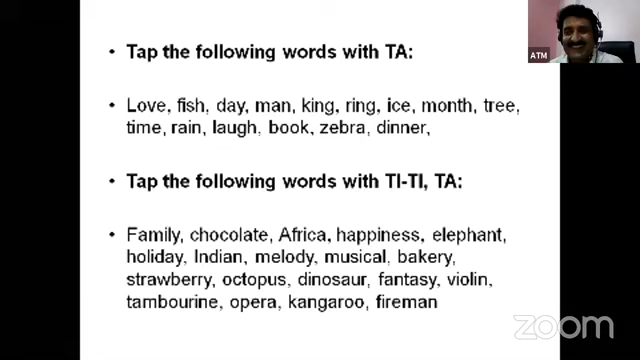 ATM
• Tap the following words with TA:
• Love, fish, day, man, king, ring, ice, month, tree,
time, rain, laugh, book, zebra, dinner,
• Tap the following words with TI-TI, TA:
• Family, chocolate, Africa, happiness, elephant,
holiday, Indian, melody, musical, bakery,
strawberry, octopus, dinosaur, fantasy, violin,
tambourine, opera, kangaroo, fireman
zoom